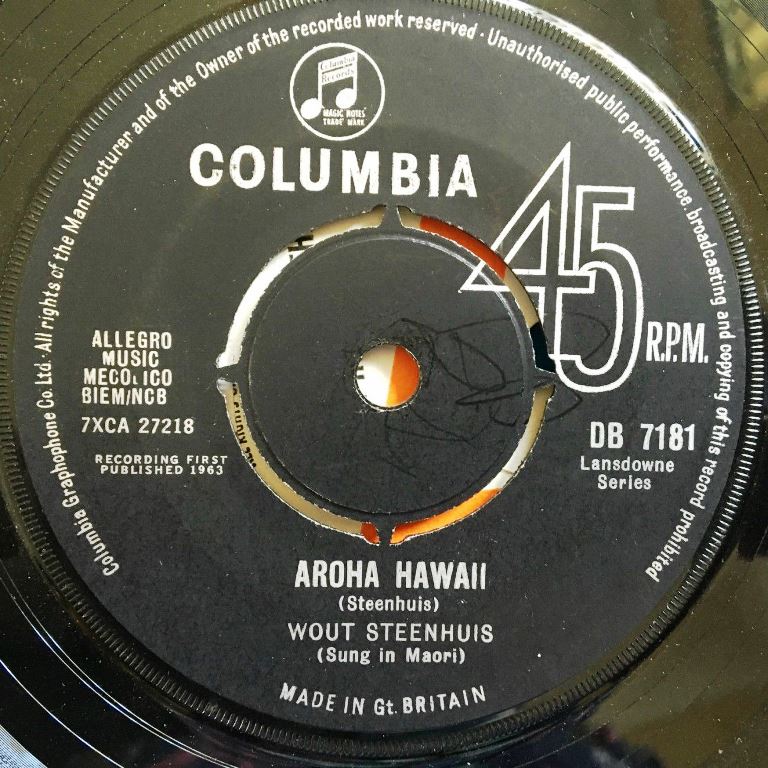 Columbia Graphophone Co. Ltd. · All rights of the Manufacturer and of the Owner of the recorded work reserved · Unauthorised public performance, broadcasting and copying of this record prohibited
Columbia
Records
MAGIC NOTES
TRADE MARK
COLUMBIA
45
R.P.M.
ALLEGRO
MUSIC
MECOLICO
BIEM/NCB
7XCA 27218
RECORDING FIRST
PUBLISHED 1963
DB 7181
Lansdowne
Series
AROHA HAWAII
(Steenhuis)
WOUT STEENHUIS
(Sung in Maori)
MADE IN Gt. BRITAIN